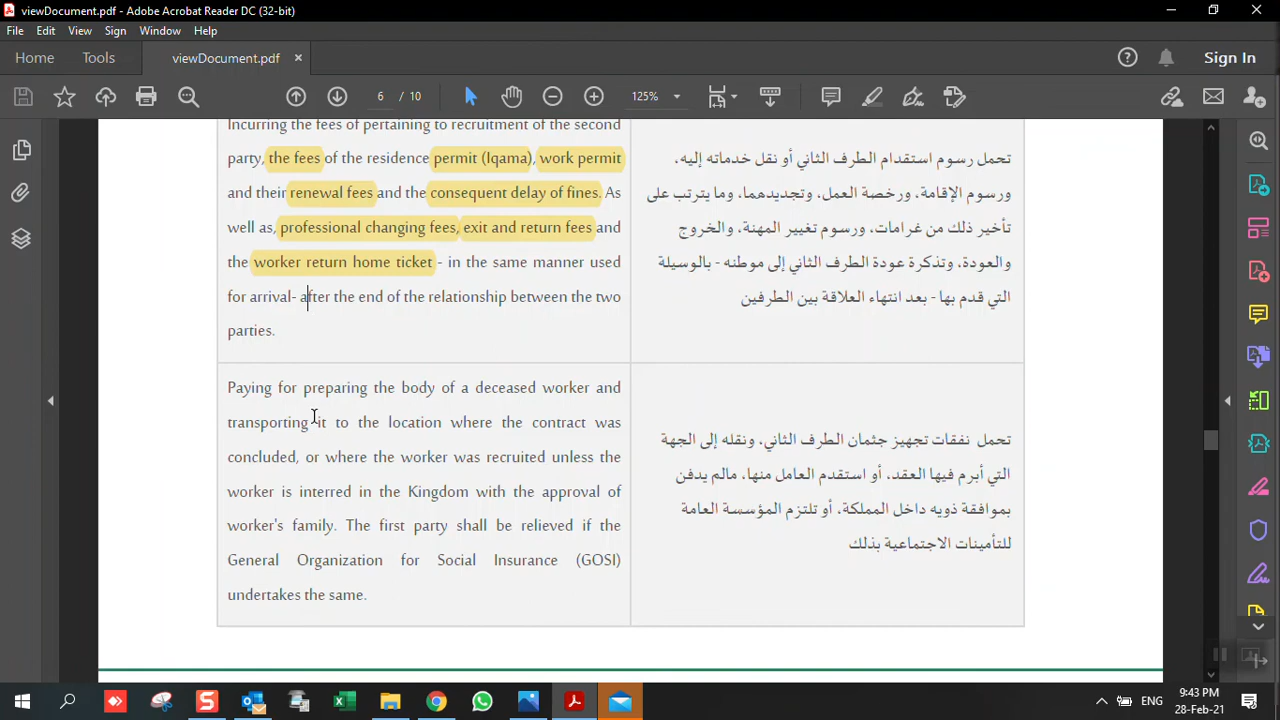 viewDocument.pdf - Adobe Acrobat Reader DC (32-bit)
File Edit View Sign Window Help
Home Tools viewDocument.pdf × Sign In
6 / 10 125%
Incurring the fees of pertaining to recruitment of the second
party, the fees of the residence permit (Iqama), work permit
and their renewal fees and the consequent delay of fines. As
well as, professional changing fees, exit and return fees and
the worker return home ticket - in the same manner used
for arrival- after the end of the relationship between the two
parties.
تحمل رسوم استقدام الطرف الثاني أو نقل خدماته إليه،
ورسوم الإقامة، ورخصة العمل، وتجديدهما، وما يترتب على
تأخير ذلك من غرامات، ورسوم تغيير المهنة، والخروج
والعودة، وتذكرة عودة الطرف الثاني إلى موطنه - بالوسيلة
التي قدم بها - بعد انتهاء العلاقة بين الطرفين
Paying for preparing the body of a deceased worker and
transporting it to the location where the contract was
concluded, or where the worker was recruited unless the
worker is interred in the Kingdom with the approval of
worker's family. The first party shall be relieved if the
General Organization for Social Insurance (GOSI)
undertakes the same.
تحمل نفقات تجهيز جثمان الطرف الثاني، ونقله إلى الجهة
التي أبرم فيها العقد، أو استقدم العامل منها، مالم يدفن
بموافقة ذويه داخل المملكة، أو تلتزم المؤسسة العامة
للتأمينات الاجتماعية بذلك
ENG
9:43 PM
28-Feb-21